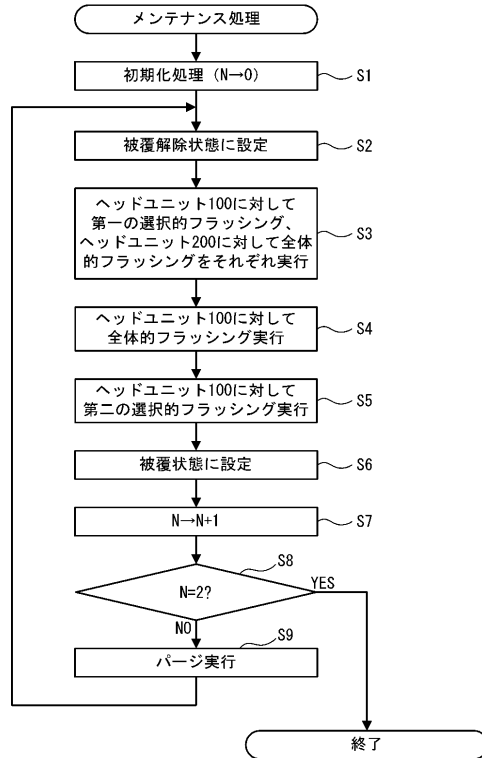 メンテナンス処理
初期化処理（N→0）
S1
被覆解除状態に設定
S2
ヘッドユニット100に対して
第一の選択的フラッシング、
ヘッドユニット200に対して全体
的フラッシングをそれぞれ実行
S3
ヘッドユニット100に対して
全体的フラッシング実行
S4
ヘッドユニット100に対して
第二の選択的フラッシング実行
S5
被覆状態に設定
S6
N→N+1
S7
S8
N=2?
YES
NO
S9
パージ実行
終了